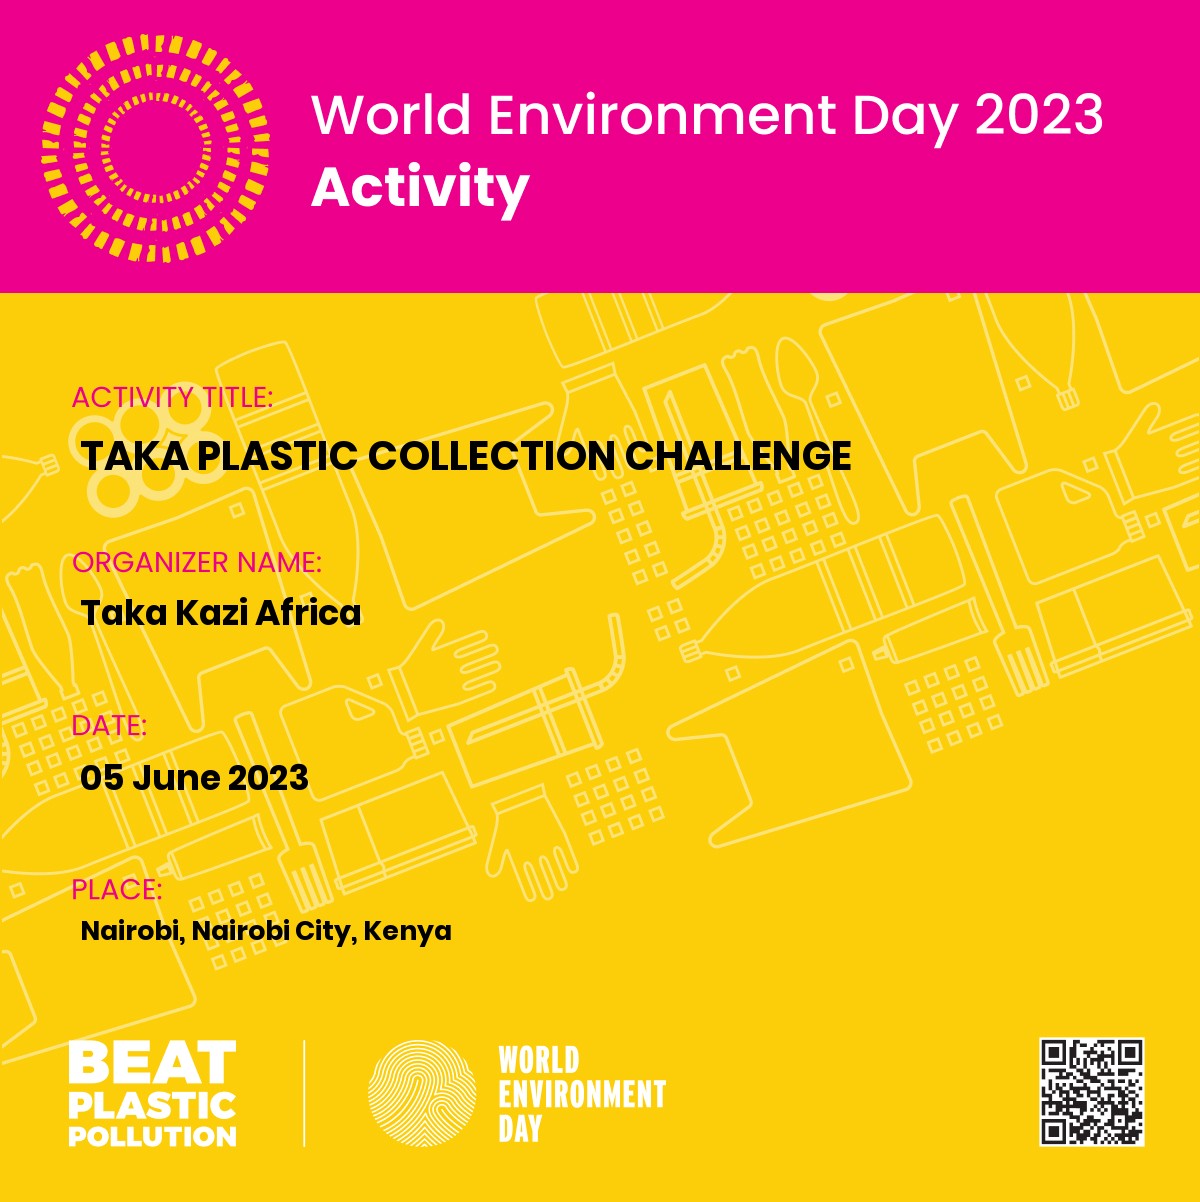 World Environment Day 2023
Activity
ACTIVITY TITLE:
TAKA PLASTIC COLLECTION CHALLENGE
ORGANIZER NAME:
Taka Kazi Africa
DATE:
05 June 2023
PLACE:
Nairobi, Nairobi City, Kenya
BEAT
PLASTIC
POLLUTION
WORLD
ENVIRONMENT
DAY